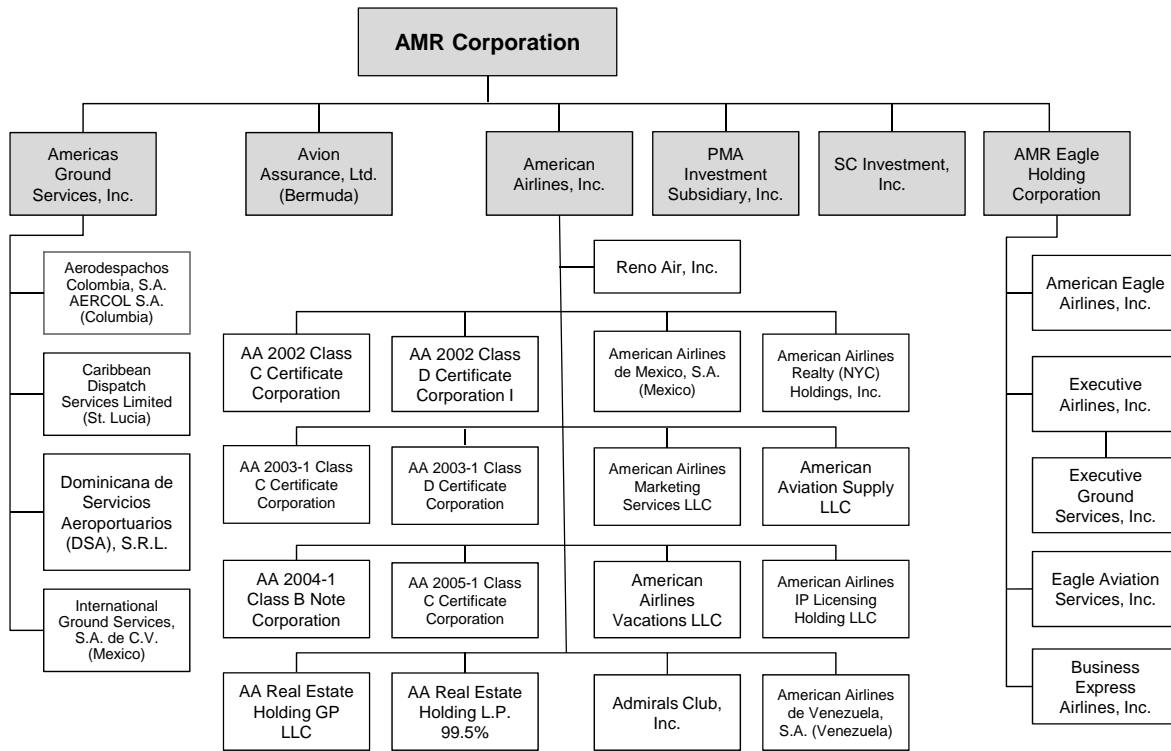 AMR Corporation
Americas
Ground
Services, Inc.
Avion
Assurance, Ltd.
(Bermuda)
American
Airlines, Inc.
PMA
Investment
Subsidiary, Inc.
SC Investment,
Inc.
AMR Eagle
Holding
Corporation
Aerodespachos
Colombia, S.A.
AERCOL S.A.
(Columbia)
Caribbean
Dispatch
Services Limited
(St. Lucia)
Dominicana de
Servicios
Aeroportuarios
(DSA), S.R.L.
International
Ground Services,
S.A. de C.V.
(Mexico)
Reno Air, Inc.
AA 2002 Class
C Certificate
Corporation
AA 2002 Class
D Certificate
Corporation I
American Airlines
de Mexico, S.A.
(Mexico)
American Airlines
Realty (NYC)
Holdings, Inc.
AA 2003-1 Class
C Certificate
Corporation
AA 2003-1 Class
D Certificate
Corporation
American Airlines
Marketing
Services LLC
American
Aviation Supply
LLC
AA 2004-1
Class B Note
Corporation
AA 2005-1 Class
C Certificate
Corporation
American
Airlines
Vacations LLC
American Airlines
IP Licensing
Holding LLC
AA Real Estate
Holding GP
LLC
AA Real Estate
Holding L.P.
99.5%
Admirals Club,
Inc.
American Airlines
de Venezuela,
S.A. (Venezuela)
American Eagle
Airlines, Inc.
Executive
Airlines, Inc.
Executive
Ground
Services, Inc.
Eagle Aviation
Services, Inc.
Business
Express
Airlines, Inc.